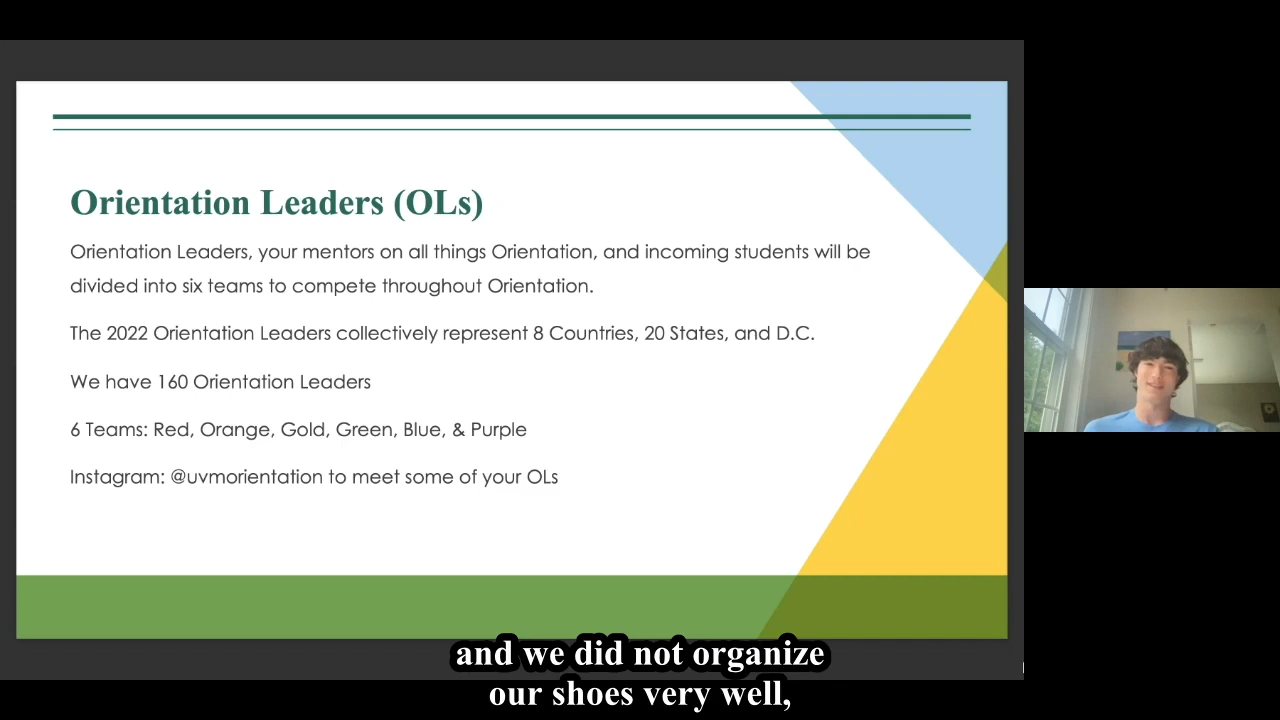 Orientation Leaders (OLs)
Orientation Leaders, your mentors on all things Orientation, and incoming students will be
divided into six teams to compete throughout Orientation.
The 2022 Orientation Leaders collectively represent 8 Countries, 20 States, and D.C.
We have 160 Orientation Leaders
6 Teams: Red, Orange, Gold, Green, Blue, & Purple
Instagram: @uvmorientation to meet some of your OLs
and we did not organize
our shoes very well,